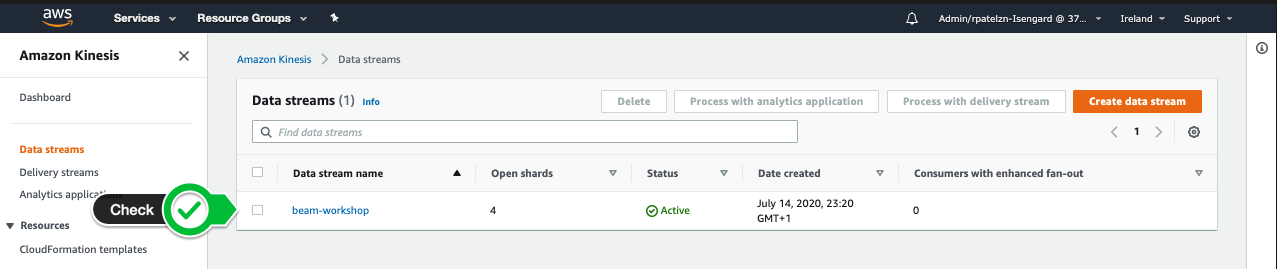 aws
Services
Resource Groups
Admin/rpatelzn-Isengard @ 37...
Ireland
Support
Amazon Kinesis
Dashboard
Data streams
Delivery streams
Analytics applications
Resources
CloudFormation templates
Check
Amazon Kinesis
Data streams
Data streams (1) Info
Delete
Process with analytics application
Process with delivery stream
Create data stream
Find data streams
1
Data stream name
Open shards
Status
Date created
Consumers with enhanced fan-out
beam-workshop
4
Active
July 14, 2020, 23:20
GMT+1
0